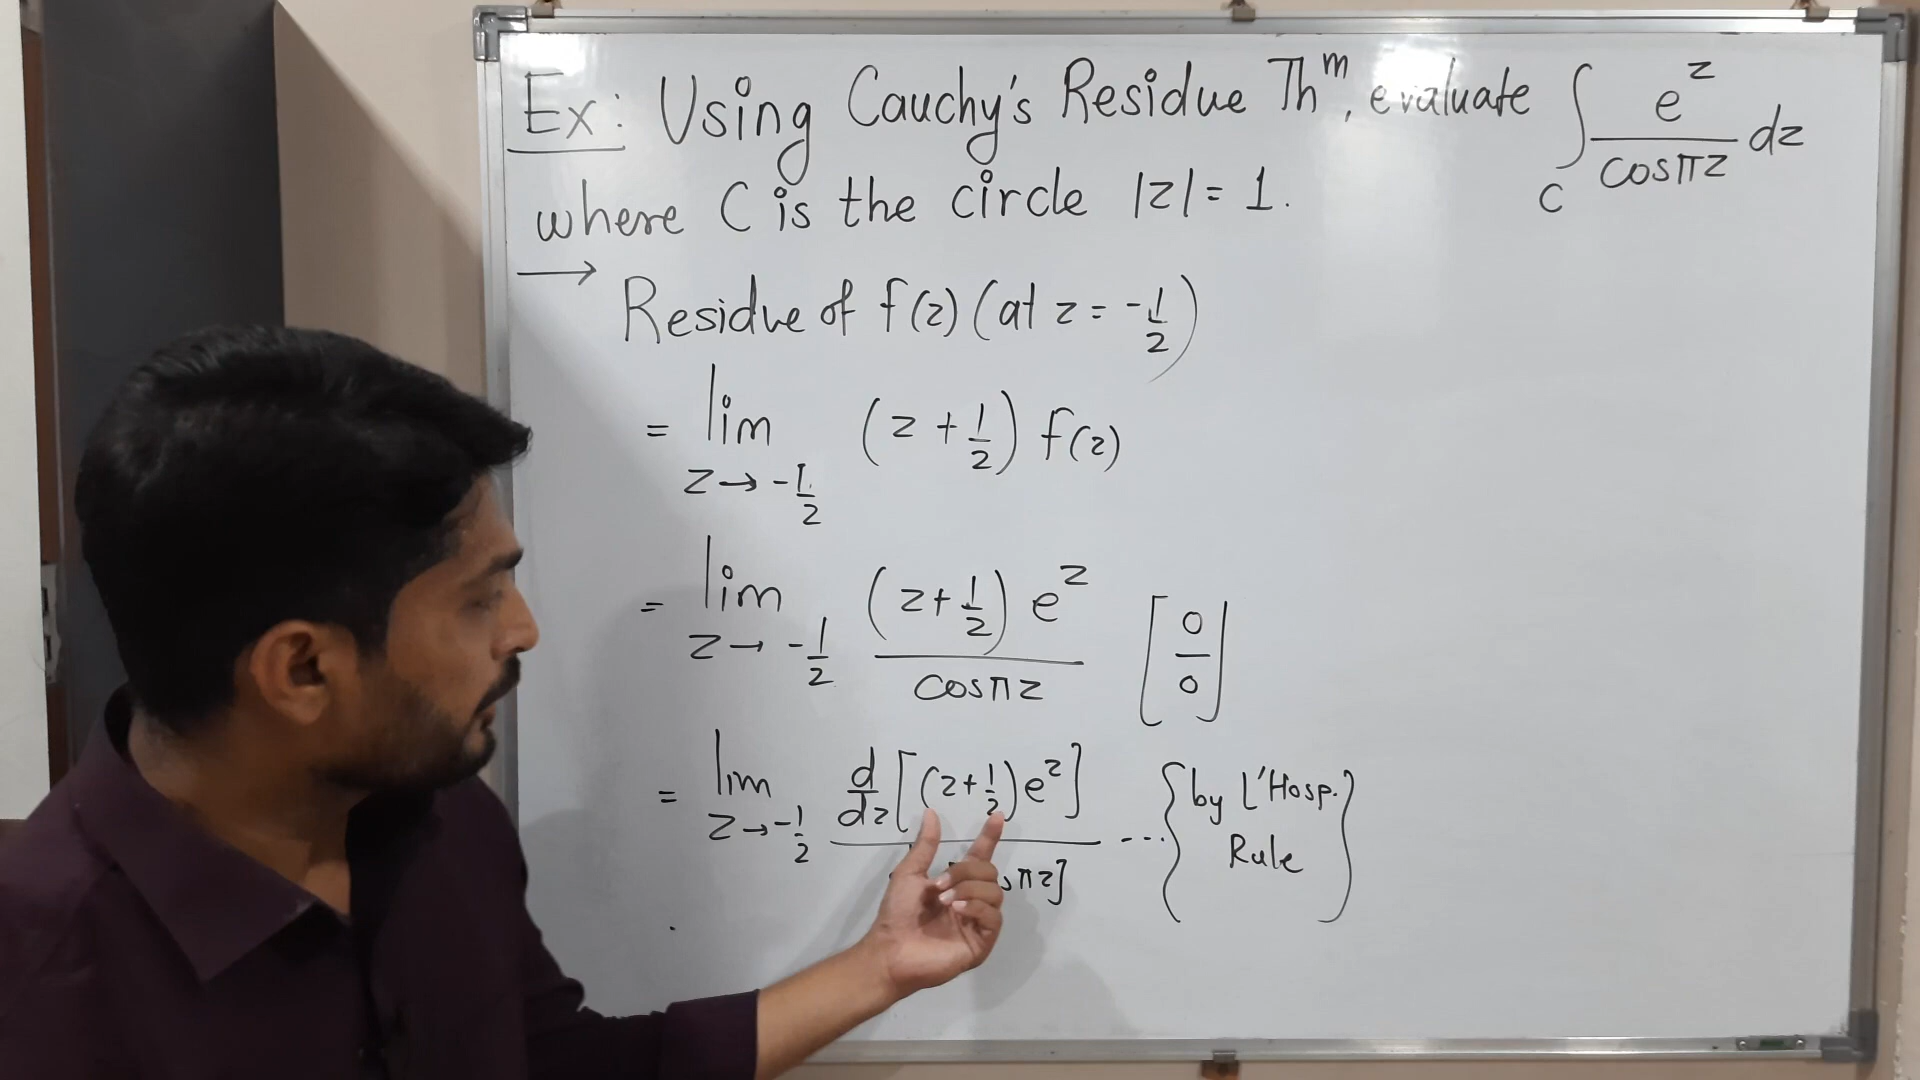 Ex: Using Cauchy's Residue Thᵐ, evaluate ∫_C e^z / cosπz dz
where C is the circle |z| = 1.
→ Residue of f(z) (at z = -1/2)
= lim z→-1/2 (z + 1/2) f(z)
= lim z→-1/2 (z + 1/2) e^z / cosπz [0/0]
= lim z→-1/2 d/dz[(z+1/2)e^z] / πz] ---{by L'Hosp. Rule}